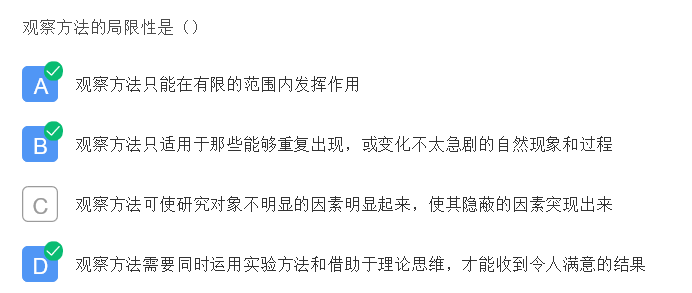 观察方法的局限性是（）
A 观察方法只能在有限的范围内发挥作用
B 观察方法只适用于那些能够重复出现，或变化不太急剧的自然现象和过程
C 观察方法可使研究对象不明显的因素明显起来，使其隐蔽的因素突现出来
D 观察方法需要同时运用实验方法和借助于理论思维，才能收到令人满意的结果